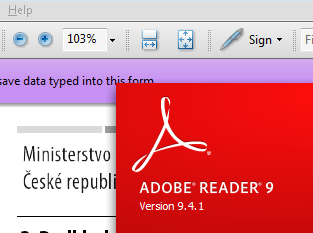 Help
103% Sign Fi
save data typed into this form
Ministerstvo
České republi
ADOBE® READER® 9
Version 9.4.1